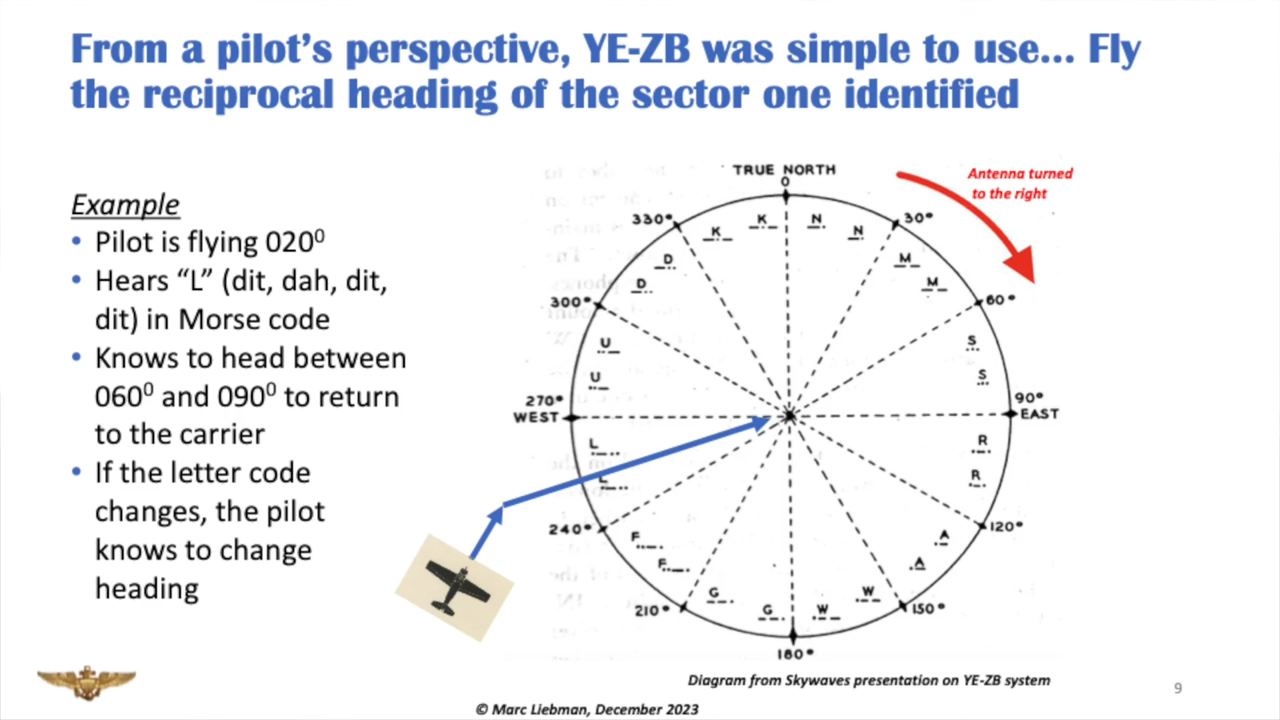 From a pilot's perspective, YE-ZB was simple to use... Fly
the reciprocal heading of the sector one identified
Example
• Pilot is flying 020⁰
• Hears “L” (dit, dah, dit,
dit) in Morse code
• Knows to head between
060⁰ and 090⁰ to return
to the carrier
• If the letter code
changes, the pilot
knows to change
heading
TRUE NORTH
0
Antenna turned
to the right
330°
30°
K K N N
D M
D M
300°
60°
U S
U S
270°
WEST
90°
EAST
L R
L R
240°
120°
F A
F A
G G W W
210°
150°
180°
Diagram from Skywaves presentation on YE-ZB system
9
© Marc Liebman, December 2023